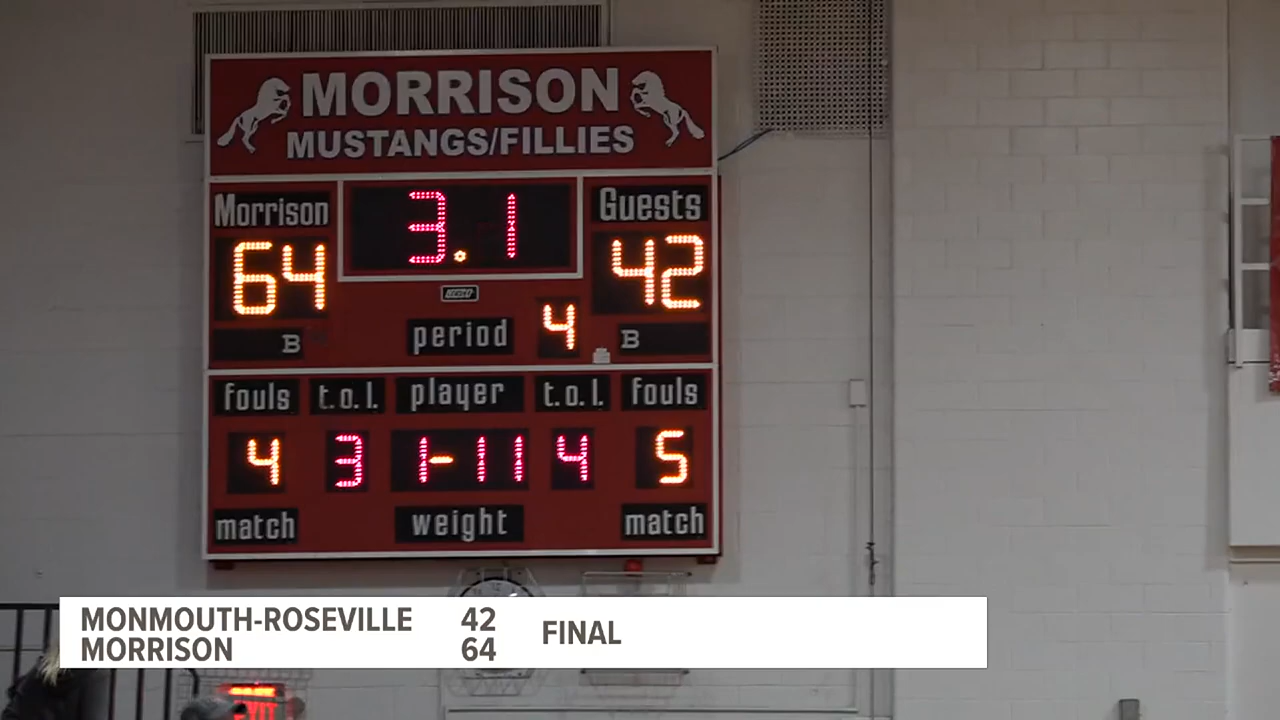 MORRISON
MUSTANGS/FILLIES
Morrison
3.1
Guests
64
42
period
4
B
B
fouls
t.o.l.
player
t.o.l.
fouls
4
3
1-11
4
5
match
weight
match
MONMOUTH-ROSEVILLE 42
MORRISON 64
FINAL
EXIT